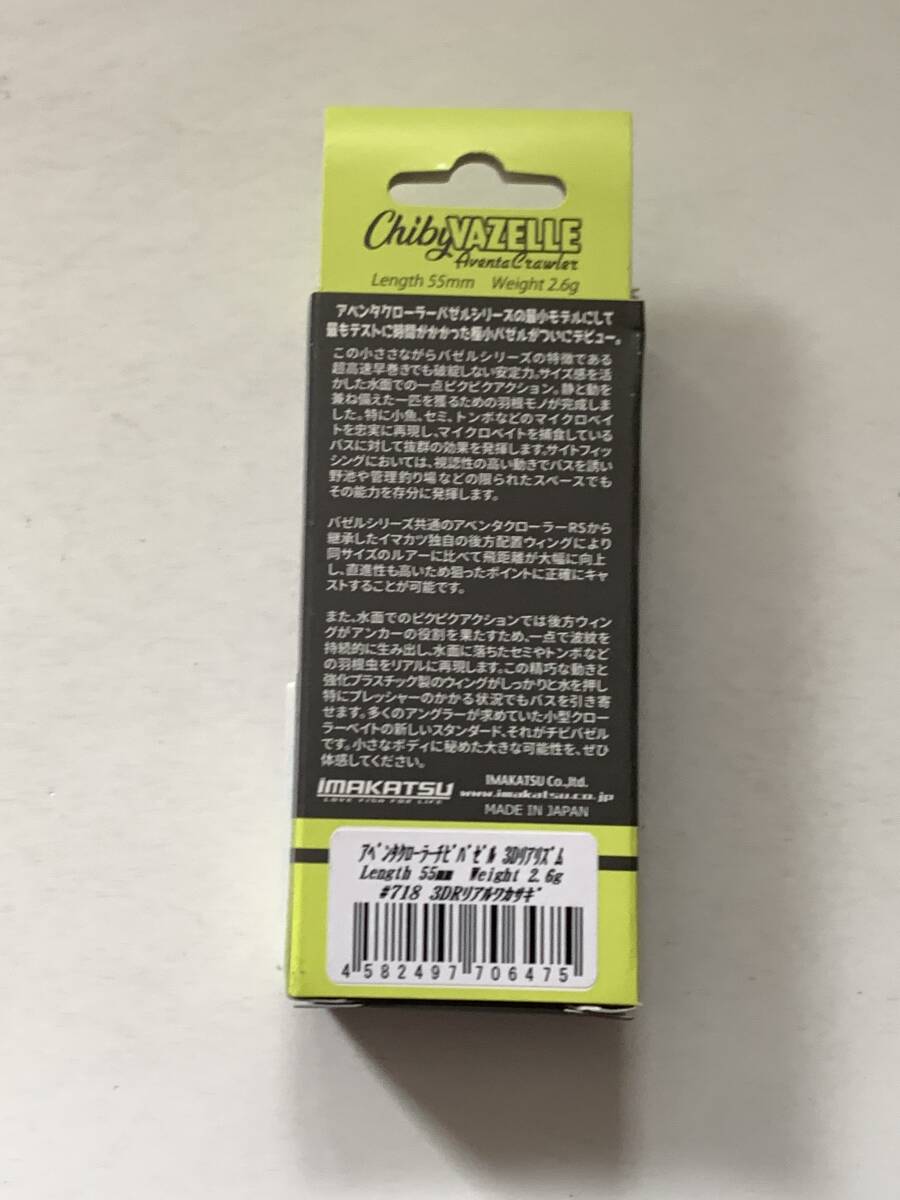 ChibyVAZELLE
AventaCrawler
Length 55mm Weight 2.6g
アベンタクローラーバゼルシリーズの最小モデルにして
最もテストに時間がかかった極小バゼルがついにデビュー。
この小ささながらバゼルシリーズの特徴である
超高速早巻きでも破綻しない安定力。サイズ感を活
かした水面での一点ピクピクアクション。静と動を
兼ね備えた一匹を獲るための羽根モノが完成しま
した。特に小魚、セミ、トンボなどのマイクロベイ
トを忠実に再現し、マイクロベイトを捕食している
バスに対して抜群の効果を発揮します。サイトフィッ
シングにおいては、視認性の高い動きでバスを誘い
野池や管理釣り場などの限られたスペースでも
その能力を存分に発揮します。
バゼルシリーズ共通のアベンタクローラーRSから
継承したイマカツ独自の後方配置ウィングにより
同サイズのルアーに比べて飛距離が大幅に向上
し、直進性も高いため狙ったポイントに正確にキャ
ストすることが可能です。
また、水面でのピクピクアクションでは後方ウィン
グがアンカーの役割を果たすため、一点で波紋を
持続的に生み出し、水面に落ちたセミやトンボなど
の羽根虫をリアルに再現します。この精巧な動きと
強化プラスチック製のウィングがしっかりと水を押し
特にプレッシャーのかかる状況でもバスを引き寄
せます。多くのアングラーが求めていた小型クロー
ラーベイトの新しいスタンダード、それがチビバゼル
です。小さなボディに秘めた大きな可能性を、ぜひ
体感してください。
IMAKATSU
LOVE FISH FOR LIFE
IMAKATSU Co.,ltd.
www.imakatsu.co.jp
MADE IN JAPAN
ｱﾍﾞﾝﾀｸﾛｰﾗｰﾁﾋﾞﾊﾞｾﾞﾙ 3Dﾘｱﾘｽﾞﾑ
Length 55mm Weight 2.6g
#718 3DRﾘｱﾙﾜｶｻｷﾞ
4 582497 706475